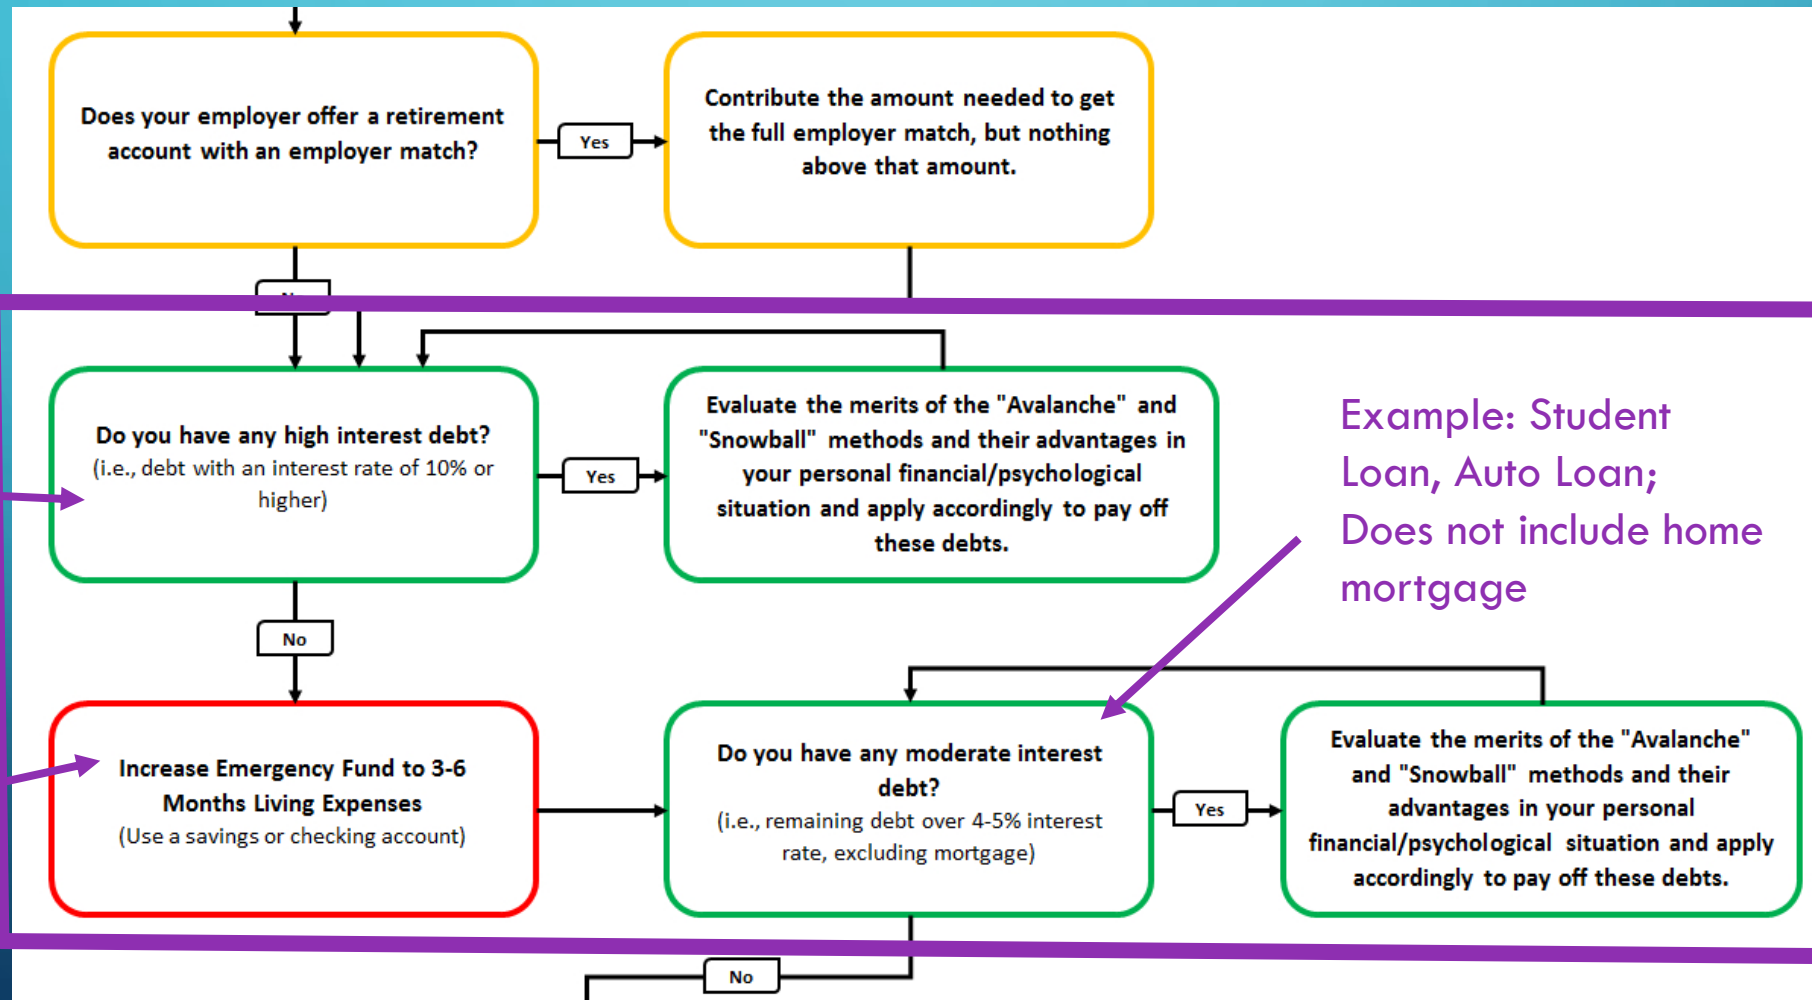 Does your employer offer a retirement
account with an employer match?
Yes
Contribute the amount needed to get
the full employer match, but nothing
above that amount.
Do you have any high interest debt?
(i.e., debt with an interest rate of 10% or
higher)
Yes
Evaluate the merits of the "Avalanche" and
"Snowball" methods and their advantages in
your personal financial/psychological
situation and apply accordingly to pay off
these debts.
Example: Student
Loan, Auto Loan;
Does not include home
mortgage
No
Increase Emergency Fund to 3-6
Months Living Expenses
(Use a savings or checking account)
Do you have any moderate interest
debt?
(i.e., remaining debt over 4-5% interest
rate, excluding mortgage)
Yes
Evaluate the merits of the "Avalanche"
and "Snowball" methods and their
advantages in your personal
financial/psychological situation and apply
accordingly to pay off these debts.
No